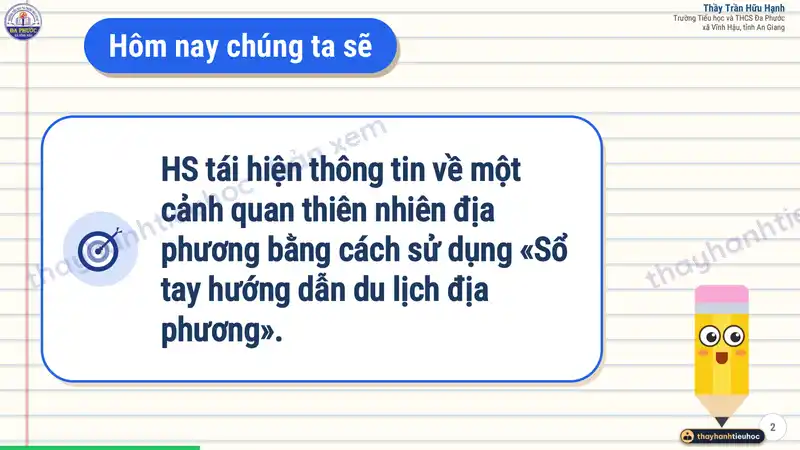 Thầy Trần Hữu Hạnh
Trường Tiểu học và THCS Đa Phước
xã Vĩnh Hậu, tỉnh An Giang
ĐA PHƯỚC
Hôm nay chúng ta sẽ
HS tái hiện thông tin về một
cảnh quan thiên nhiên địa
phương bằng cách sử dụng «Sổ
tay hướng dẫn du lịch địa
phương».
thayhanhtieuhoc
2